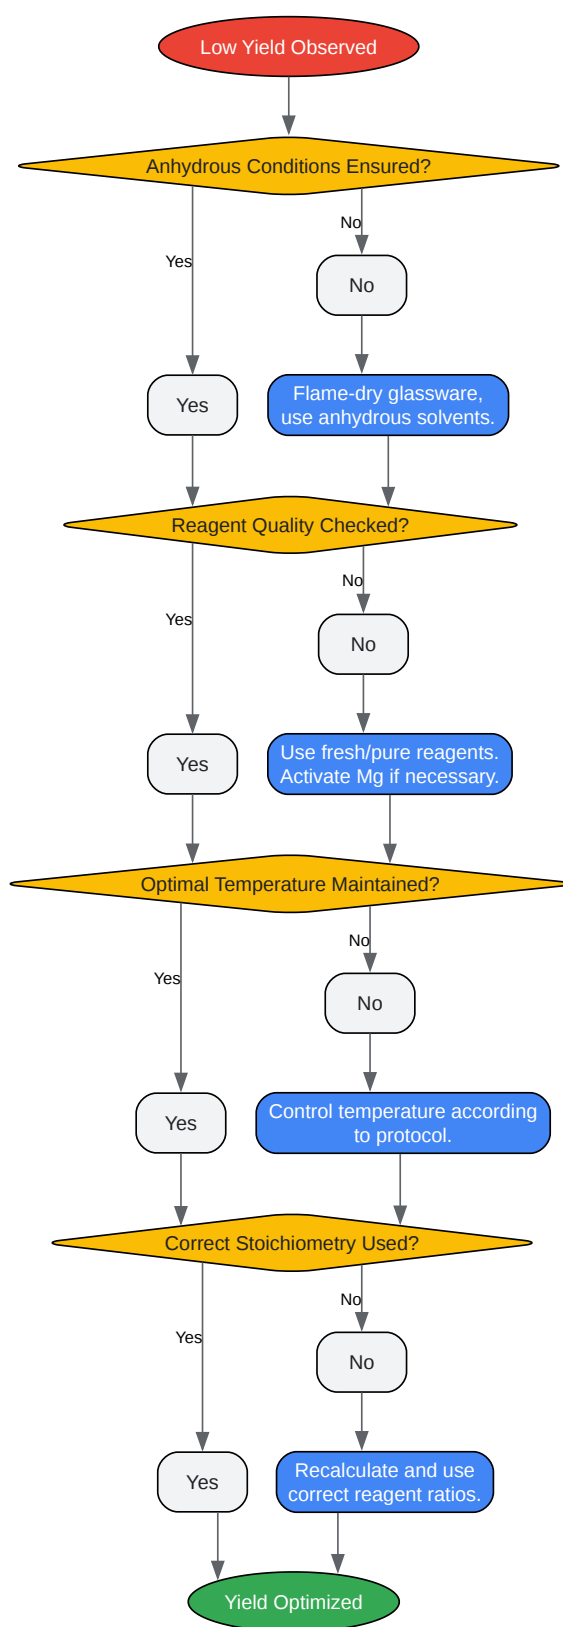 Low Yield Observed
Anhydrous Conditions Ensured?
No
Yes
No
Yes
Flame-dry glassware,
use anhydrous solvents.
Reagent Quality Checked?
No
Yes
No
Yes
Use fresh/pure reagents.
Activate Mg if necessary.
Optimal Temperature Maintained?
No
Yes
No
Yes
Control temperature according
to protocol.
Correct Stoichiometry Used?
No
Yes
No
Yes
Recalculate and use
correct reagent ratios.
Yield Optimized